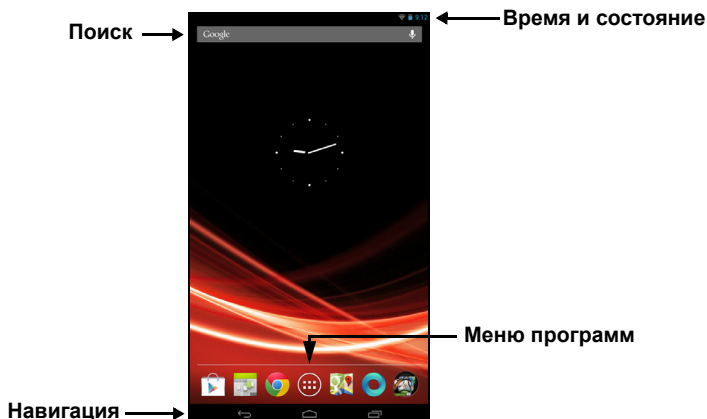 Время и состояние
9:12
Поиск
Google
Меню программ
Навигация